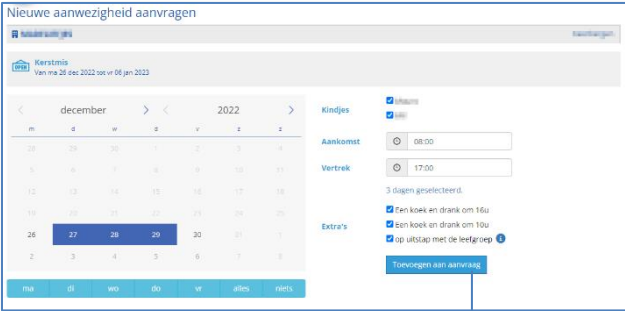 Nieuwe aanwezigheid aanvragen
OPEN
Kerstmis
Van ma 26 dec 2022 tot vr 06 jan 2023
december 2022
m d w d v z z
28 29 30 1 2 3 4
5 6 7 8 9 10 11
12 13 14 15 16 17 18
19 20 21 22 23 24 25
26 27 28 29 30 31 1
2 3 4 5 6 7 8
ma di wo do vr alles niets
Kindjes
Aankomst 08:00
Vertrek 17:00
3 dagen geselecteerd.
Extra's
Een koek en drank om 16u
Een koek en drank om 10u
op uitstap met de leefgroep
Toevoegen aan aanvraag